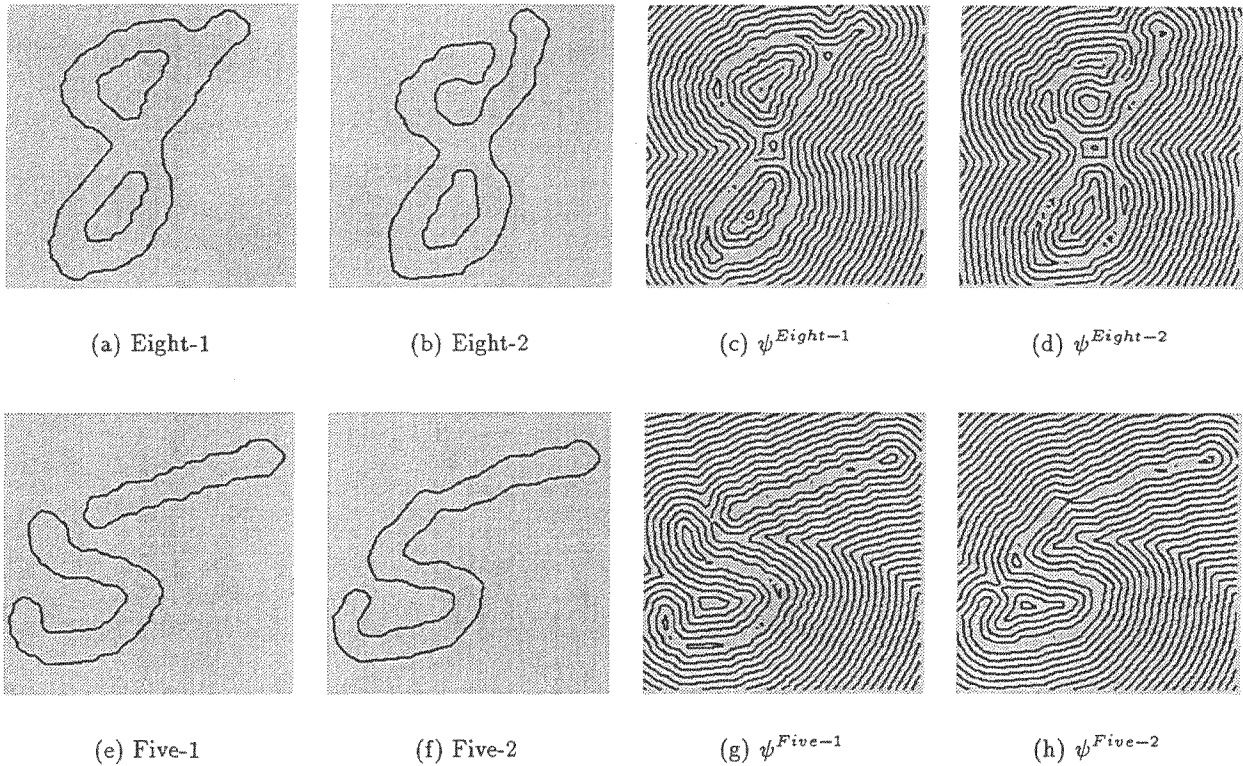 (a) Eight-1 (b) Eight-2 (c) ψ^{Eight−1} (d) ψ^{Eight−2}
(e) Five-1 (f) Five-2 (g) ψ^{Five−1} (h) ψ^{Five−2}